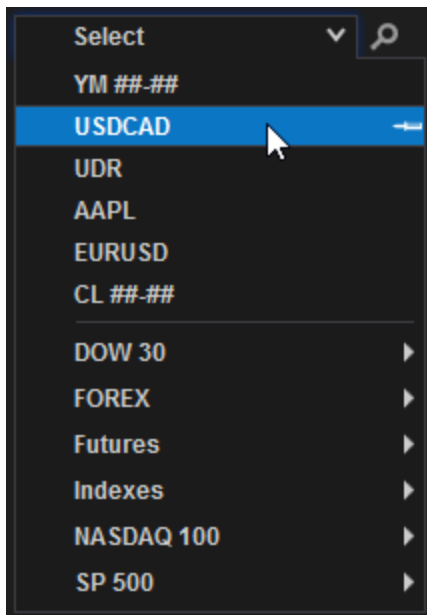 Select
YM ##-##
USDCAD
UDR
AAPL
EURUSD
CL ##-##
DOW 30
FOREX
Futures
Indexes
NASDAQ 100
SP 500